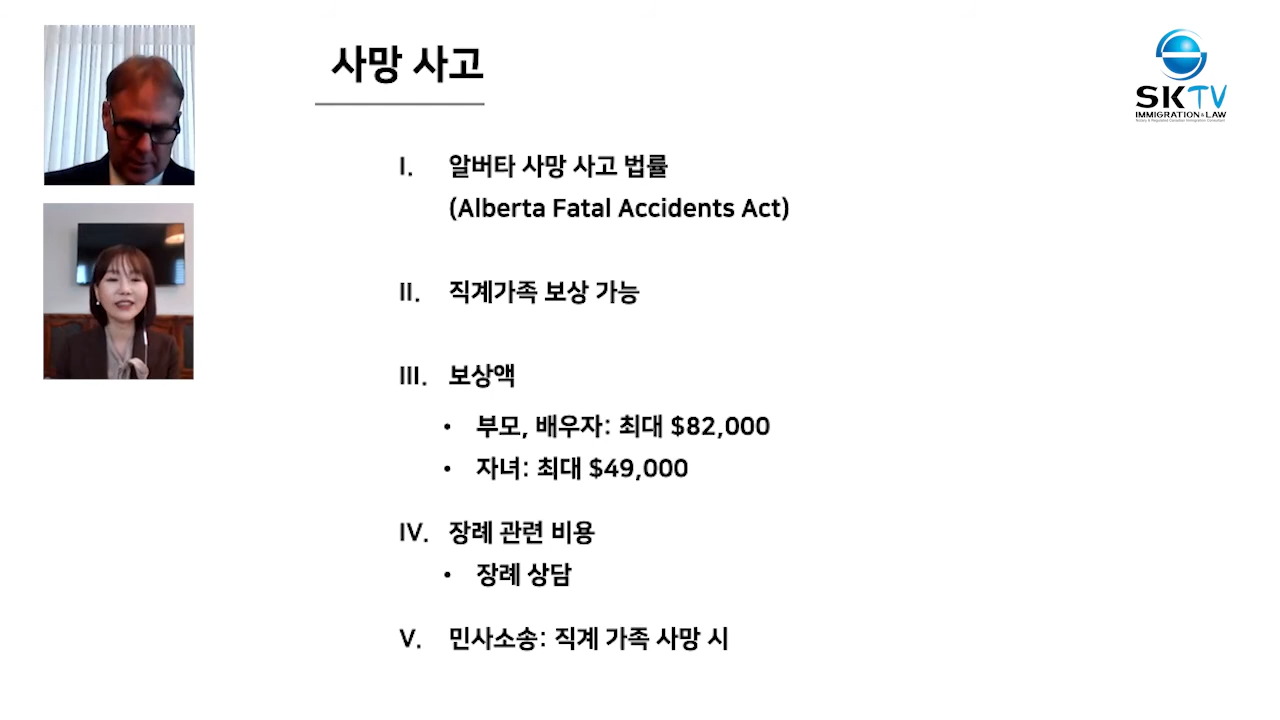 사망 사고
SKTV
IMMIGRATION & LAW
I. 알버타 사망 사고 법률
(Alberta Fatal Accidents Act)
II. 직계가족 보상 가능
III. 보상액
• 부모, 배우자: 최대 $82,000
• 자녀: 최대 $49,000
IV. 장례 관련 비용
• 장례 상담
V. 민사소송: 직계 가족 사망 시